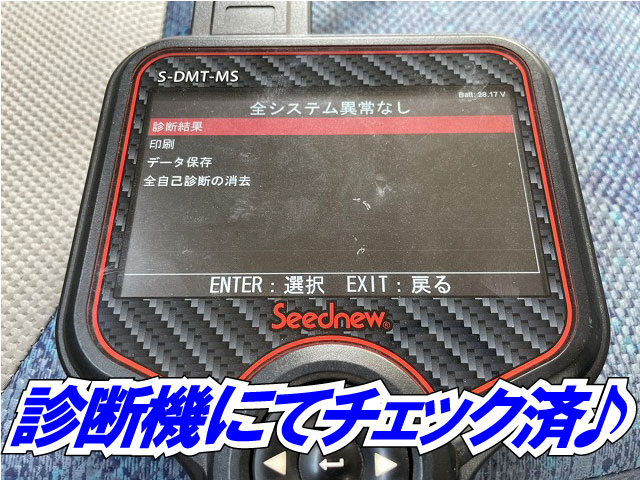 S-DMT-MS
Batt: 28.17 V
全システム異常なし
診断結果
印刷
データ保存
全自己診断の消去
ENTER：選択 EXIT：戻る
Seednew®
診断機にてチェック済♪